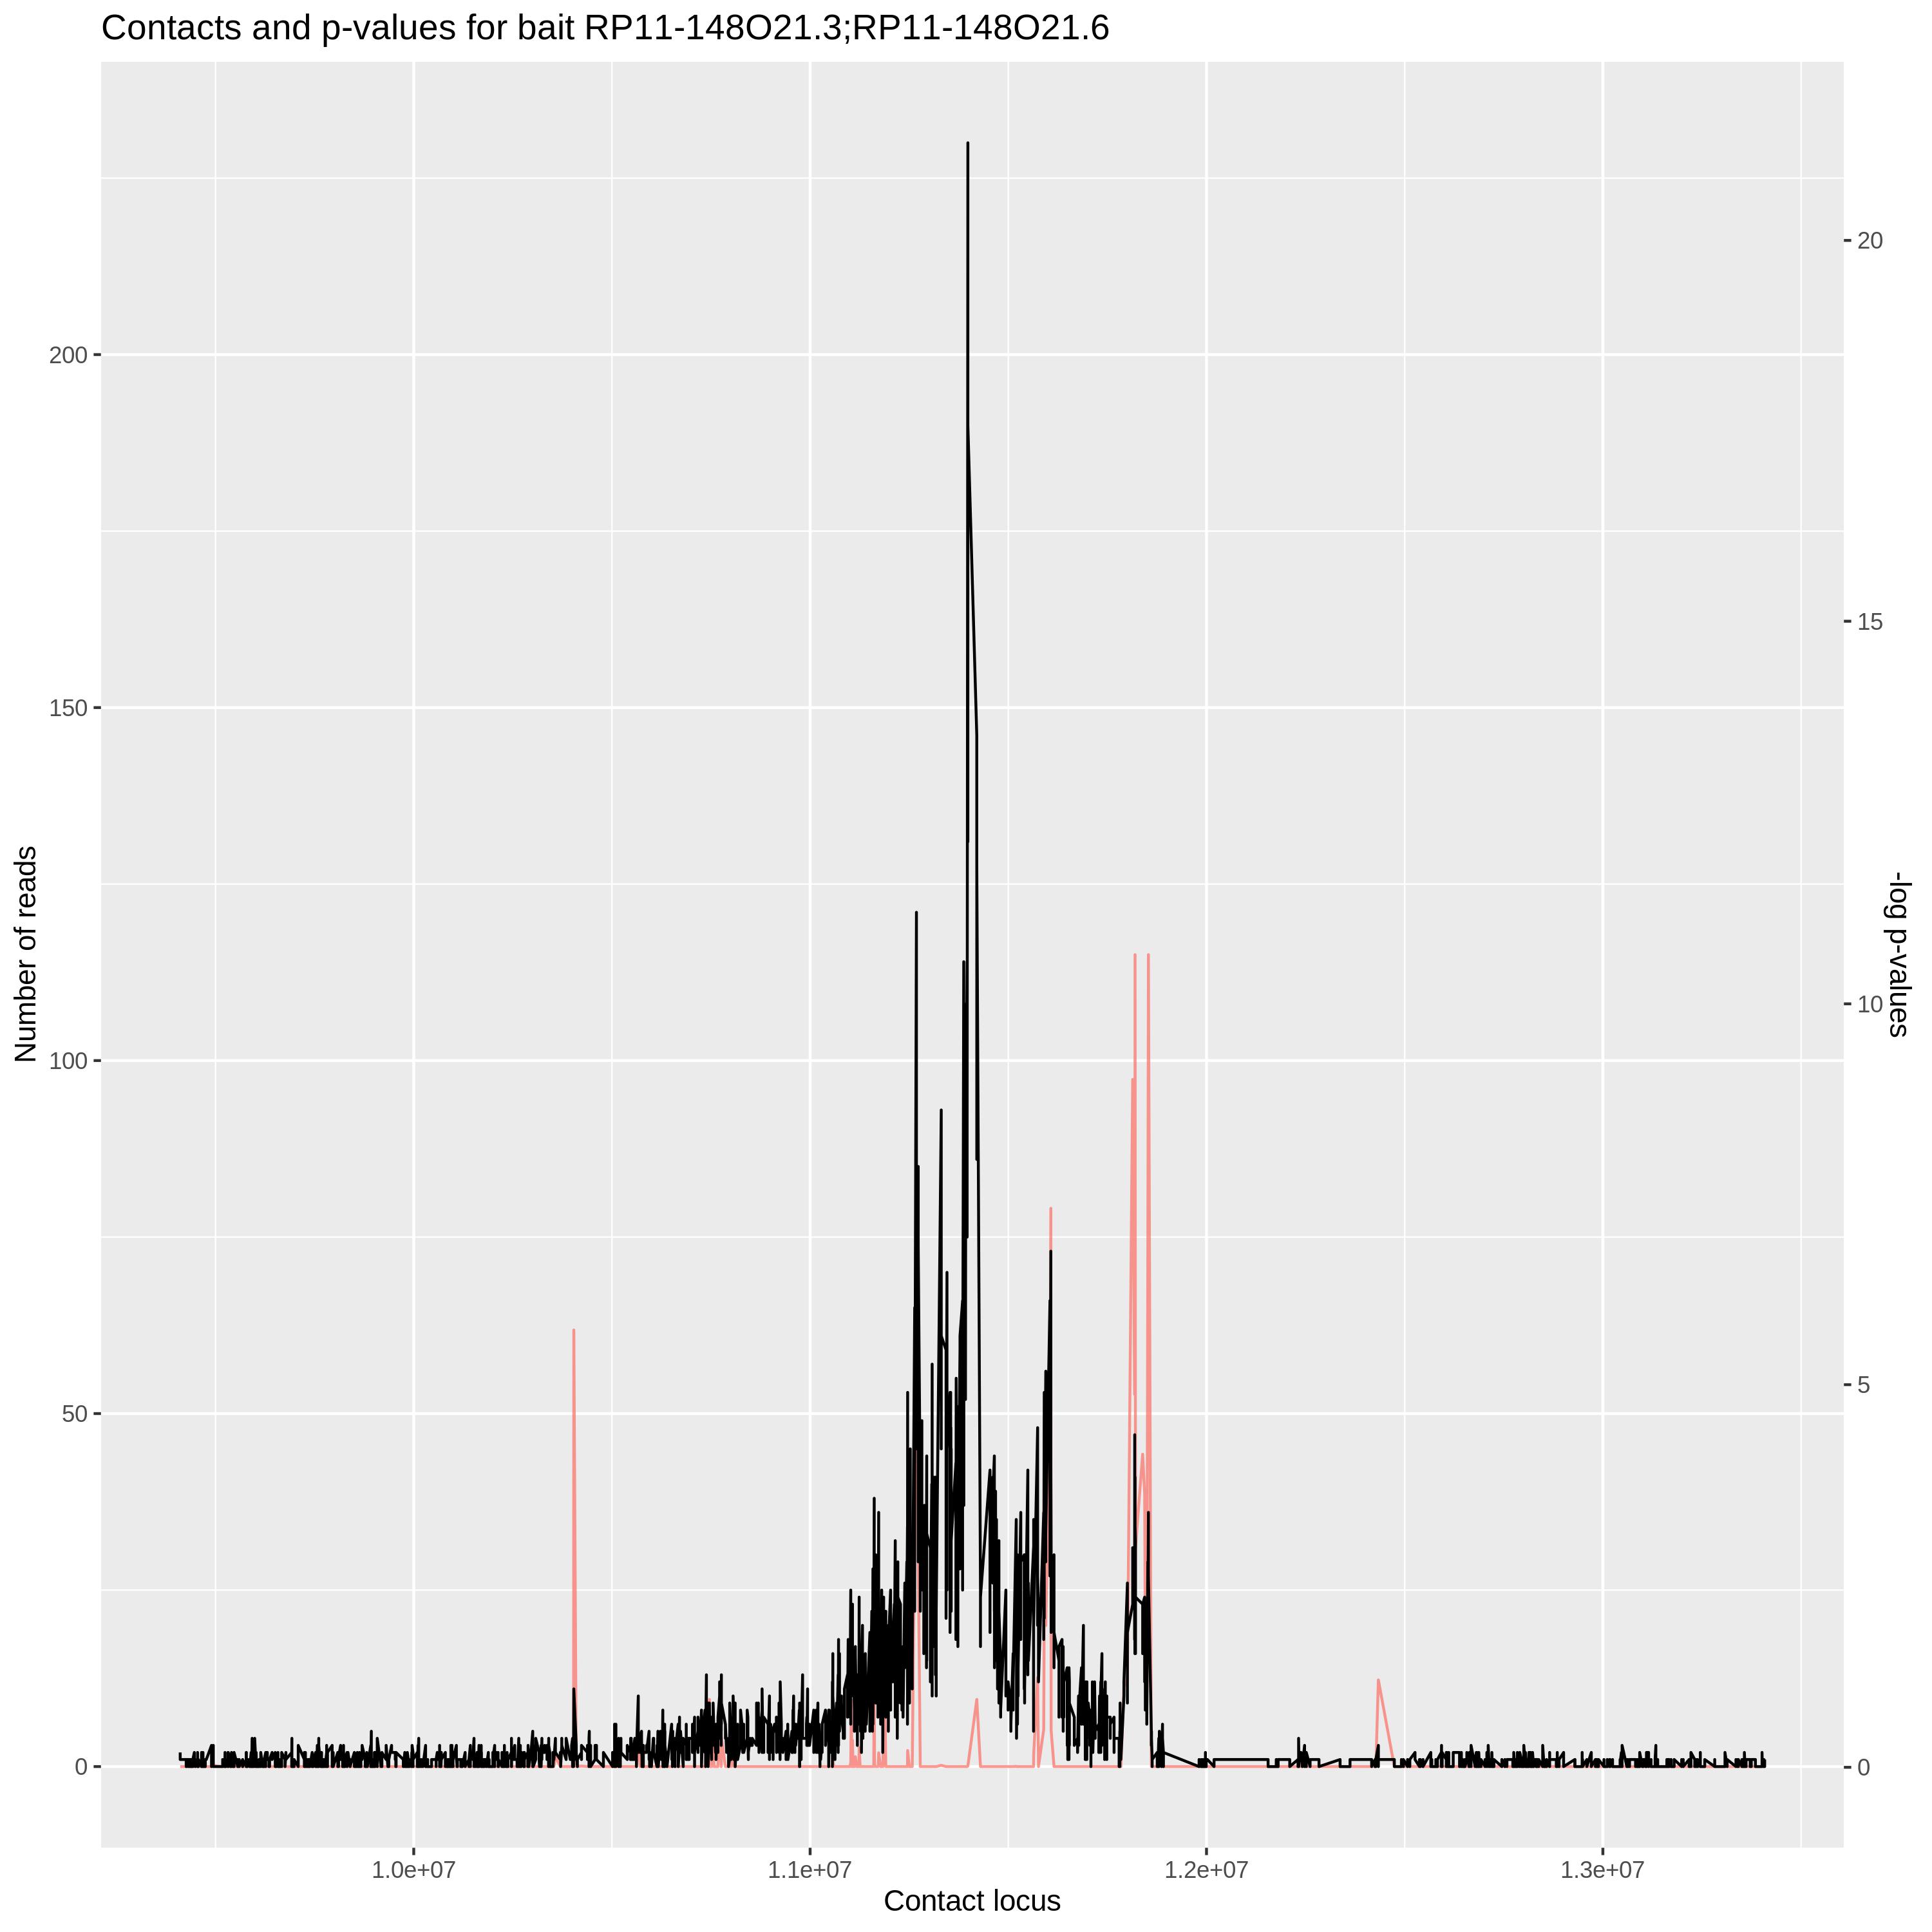 Contacts and p-values for bait RP11-148O21.3;RP11-148O21.6
Number of reads
200
150
100
50
0
20
15
10
5
0
-log p-values
1.0e+07
1.1e+07
1.2e+07
1.3e+07
Contact locus